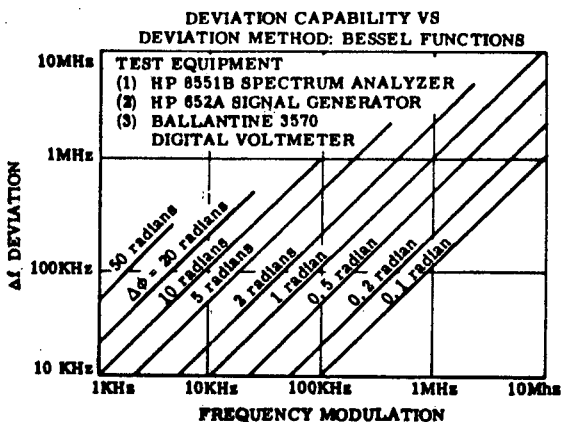 DEVIATION CAPABILITY VS
DEVIATION METHOD: BESSEL FUNCTIONS
TEST EQUIPMENT
(1) HP 8551B SPECTRUM ANALYZER
(2) HP 652A SIGNAL GENERATOR
(3) BALLANTINE 3570
DIGITAL VOLTMETER
10MHz
1MHz
100KHz
10 KHz
Δf DEVIATION
50 radians
Δϕ = 20 radians
10 radians
5 radians
2 radians
1 radian
0.5 radian
0.2 radian
0.1 radian
1KHz
10KHz
100KHz
1MHz
10Mhs
FREQUENCY MODULATION